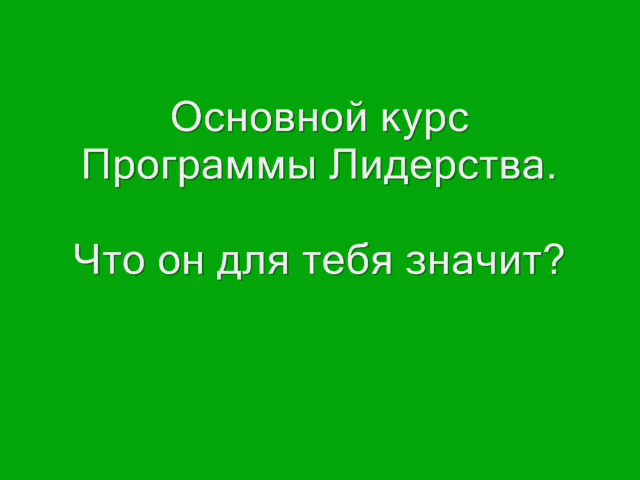 Основной курс
Программы Лидерства.
Что он для тебя значит?